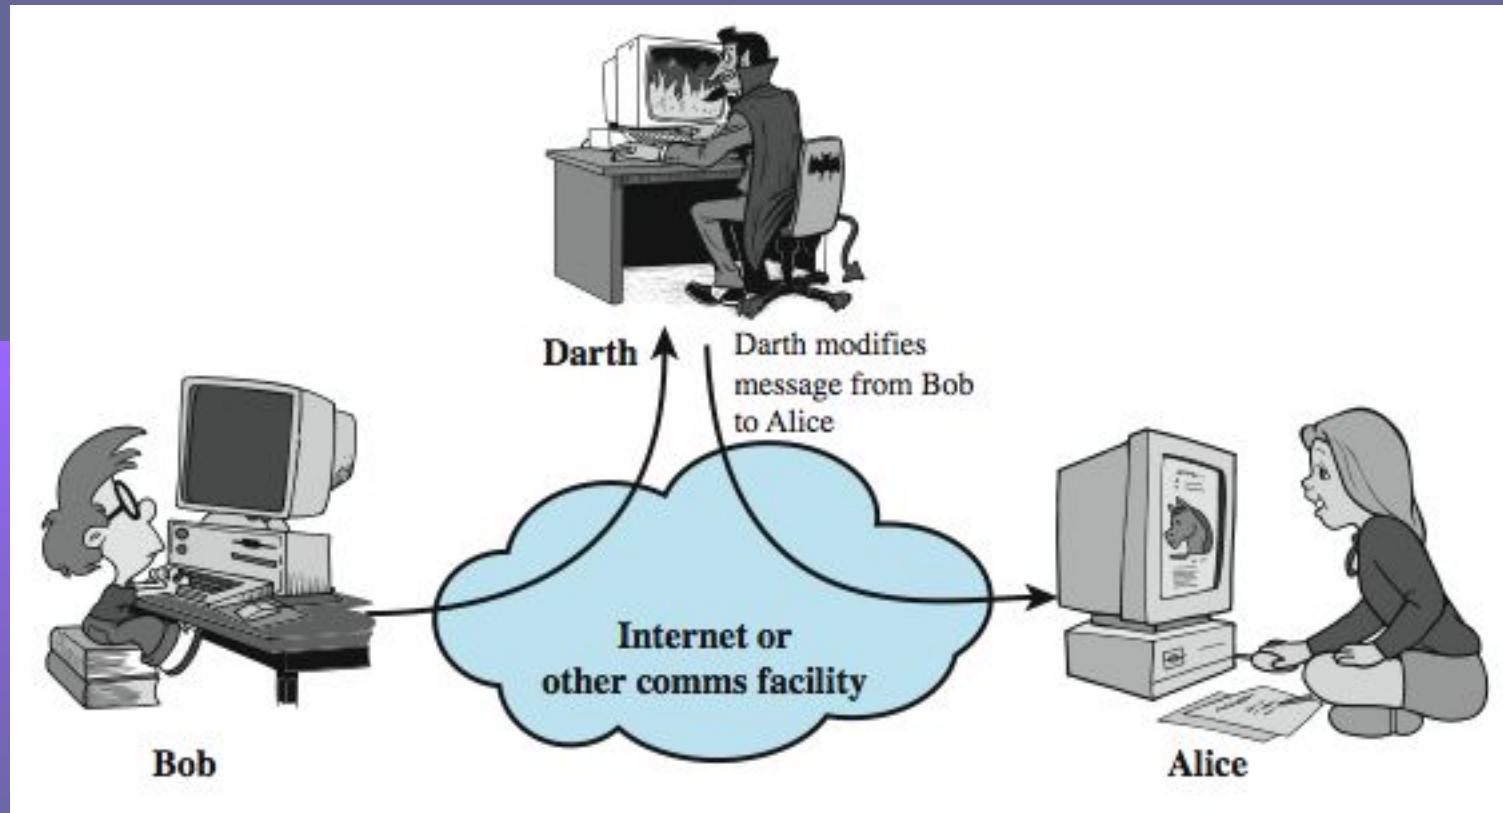 Darth
Darth modifies
message from Bob
to Alice
Internet or
other comms facility
Bob
Alice